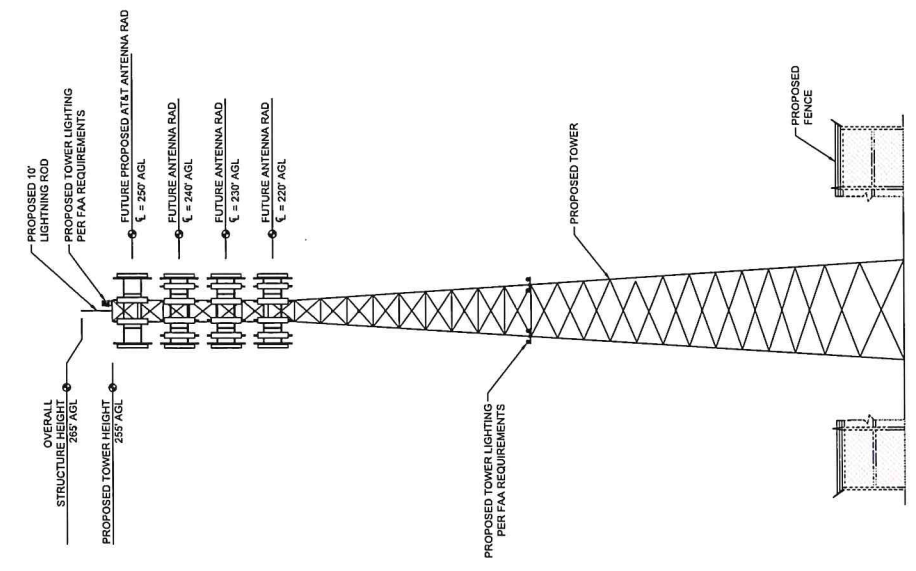 PROPOSED 10'
LIGHTNING ROD
PROPOSED TOWER LIGHTING
PER FAA REQUIREMENTS
FUTURE PROPOSED AT&T ANTENNA RAD
℄ = 250' AGL
FUTURE ANTENNA RAD
℄ = 240' AGL
FUTURE ANTENNA RAD
℄ = 230' AGL
FUTURE ANTENNA RAD
℄ = 220' AGL
OVERALL
STRUCTURE HEIGHT
265' AGL
PROPOSED TOWER HEIGHT
255' AGL
PROPOSED TOWER
PROPOSED
FENCE
PROPOSED TOWER LIGHTING
PER FAA REQUIREMENTS